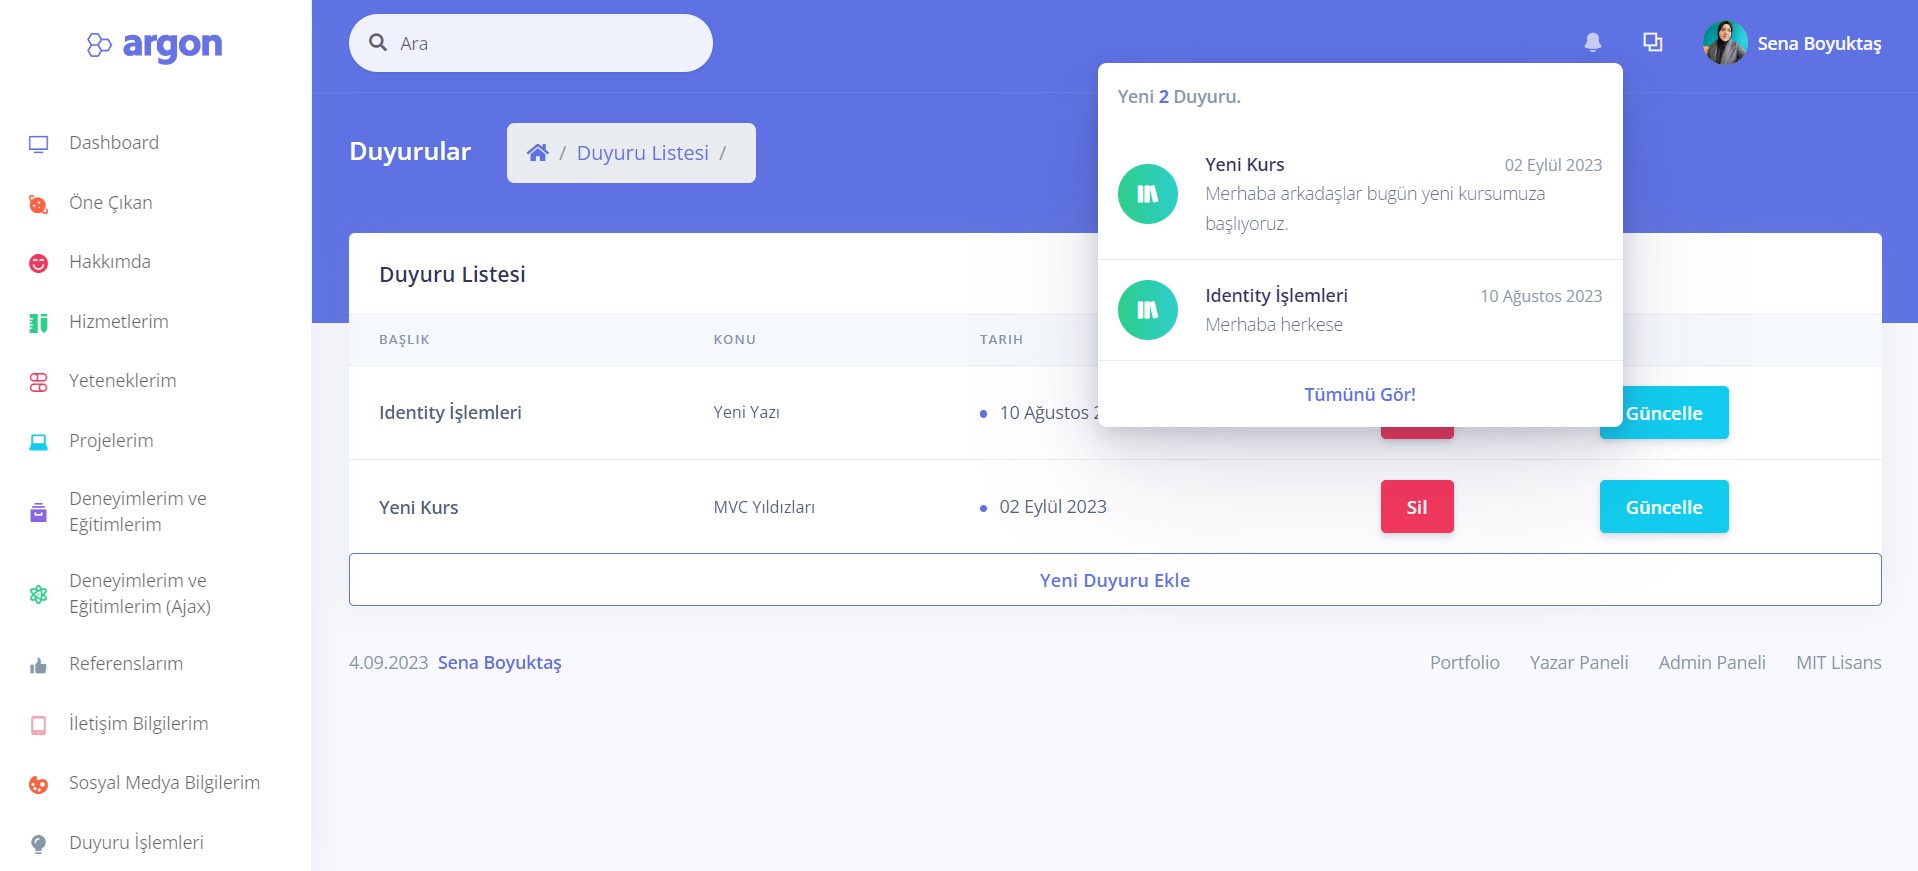 argon
Dashboard
Öne Çıkan
Hakkımda
Hizmetlerim
Yeteneklerim
Projelerim
Deneyimlerim ve
Eğitimlerim
Deneyimlerim ve
Eğitimlerim (Ajax)
Referenslarım
İletişim Bilgilerim
Sosyal Medya Bilgilerim
Duyuru İşlemleri
Ara
Sena Boyuktaş
Duyurular
/ Duyuru Listesi /
Yeni 2 Duyuru.
Yeni Kurs 02 Eylül 2023
Merhaba arkadaşlar bugün yeni kursumuza
başlıyoruz.
Identity İşlemleri 10 Ağustos 2023
Merhaba herkese
Tümünü Gör!
Duyuru Listesi
BAŞLIK KONU TARIH
Identity İşlemleri Yeni Yazı 10 Ağustos Güncelle
Yeni Kurs MVC Yıldızları 02 Eylül 2023 Sil Güncelle
Yeni Duyuru Ekle
4.09.2023 Sena Boyuktaş Portfolio Yazar Paneli Admin Paneli MIT Lisans